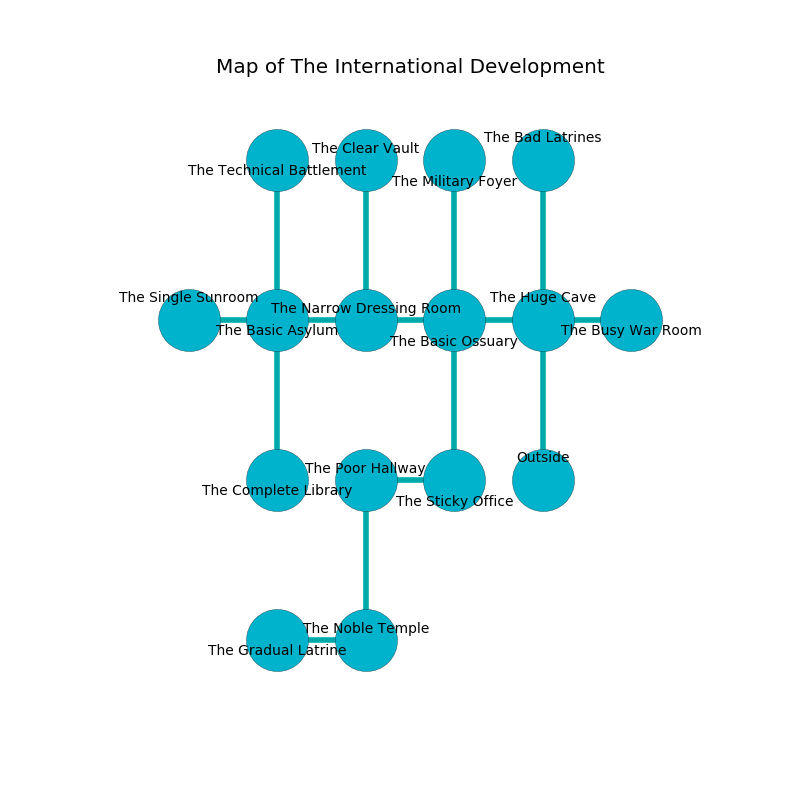 Map of The International Development
The Bad Latrines
The Clear Vault
The Technical Battlement
The Military Foyer
The Single Sunroom
The Huge Cave
The Narrow Dressing Room
The Basic Asylum
The Busy War Room
The Basic Ossuary
Outside
The Poor Hallway
The Complete Library
The Sticky Office
The Noble Temple
The Gradual Latrine